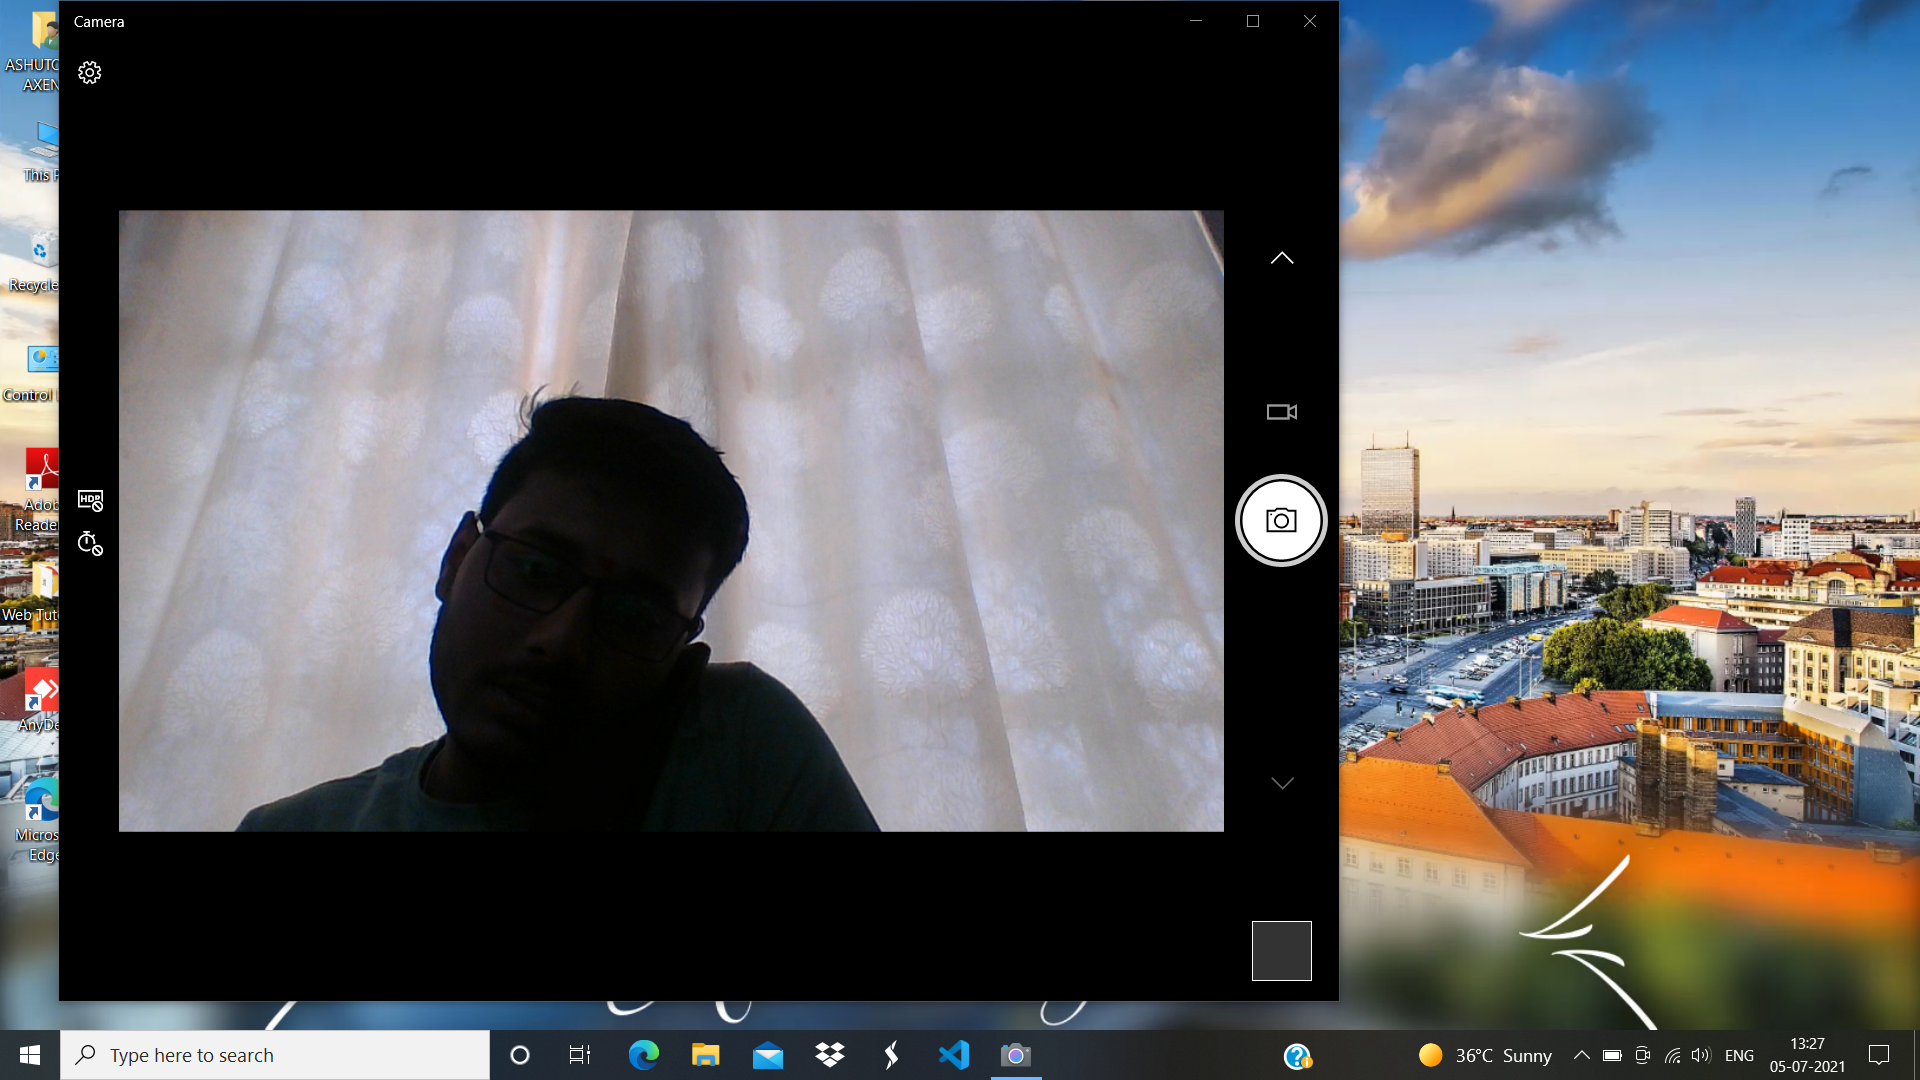 Camera
ASHUTO
AXEN
This P
Recycle
Control
HDR
Adob
Reade
Web Tuto
AnyDe
Micros
Edge
Type here to search
36°C Sunny
ENG
13:27
05-07-2021